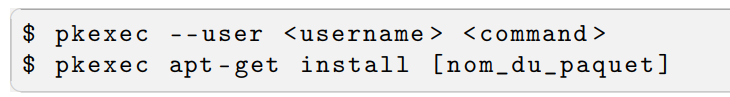 $ pkexec --user <username> <command>
$ pkexec apt-get install [nom_du_paquet]